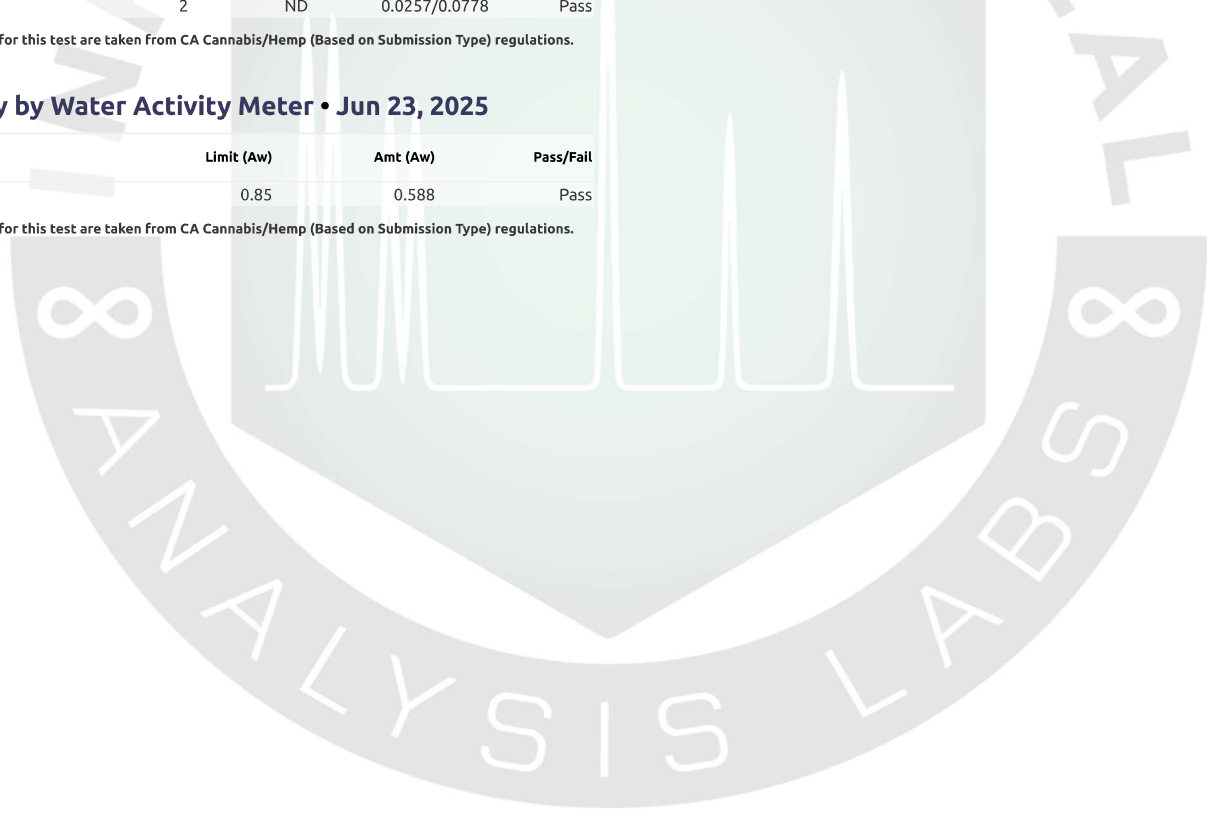 2 ND 0.0257/0.0778 Pass
for this test are taken from CA Cannabis/Hemp (Based on Submission Type) regulations.
y by Water Activity Meter • Jun 23, 2025
Limit (Aw) Amt (Aw) Pass/Fail
0.85 0.588 Pass
for this test are taken from CA Cannabis/Hemp (Based on Submission Type) regulations.
AL
ANALYSIS LABS